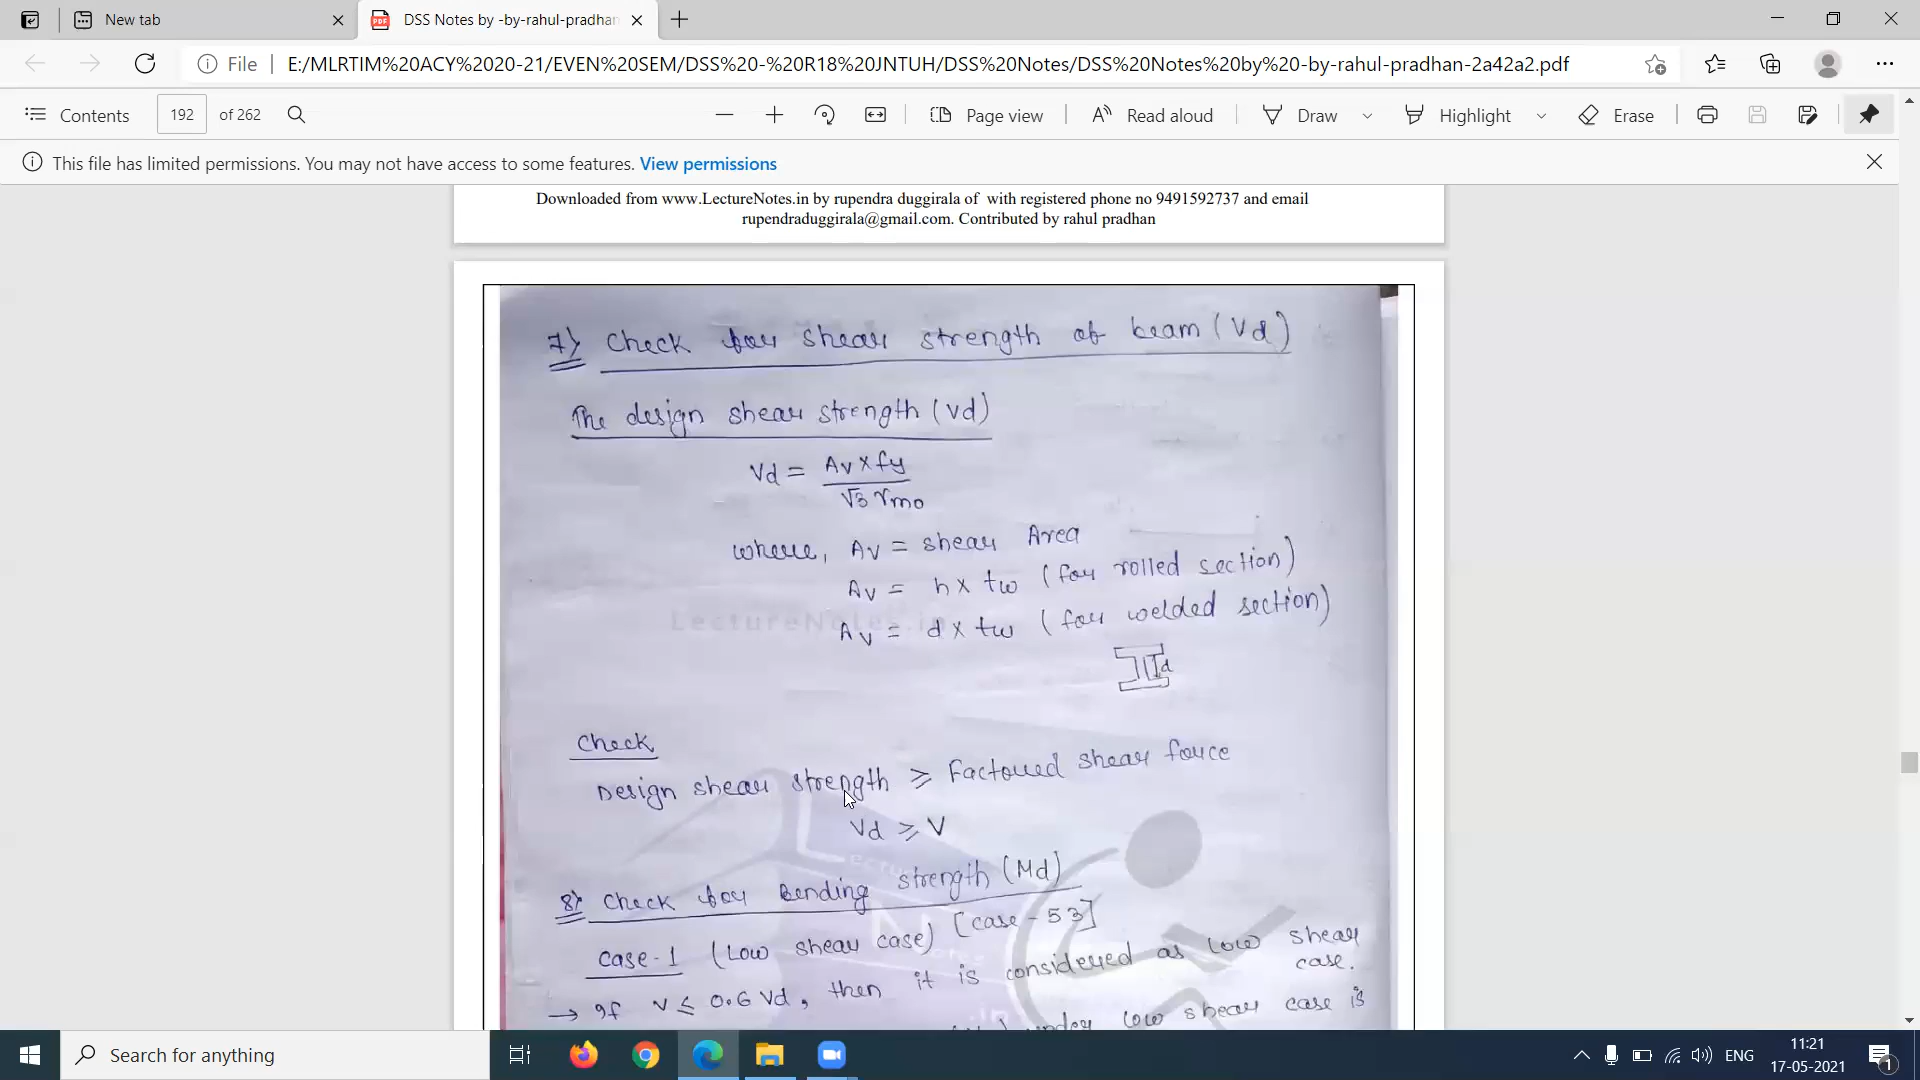 New tab
DSS Notes by -by-rahul-pradhan
File
E:/MLRTIM%20ACY%2020-21/EVEN%20SEM/DSS%20-%20R18%20JNTUH/DSS%20Notes/DSS%20Notes%20by%20-by-rahul-pradhan-2a42a2.pdf
Contents 192 of 262 Page view Read aloud Draw Highlight Erase
This file has limited permissions. You may not have access to some features. View permissions
Downloaded from www.LectureNotes.in by rupendra duggirala of with registered phone no 9491592737 and email
rupendraduggirala@gmail.com. Contributed by rahul pradhan
7) Check for shear strength of beam (Vd)
The design shear strength (Vd)
Vd = Av x fy / √3 γmo
where, Av = shear Area
Av = h x tw (for rolled section)
LectureNotes.in
Av = d x tw (for welded section)
d
Check
Design shear strength ⩾ Factored shear force
Vd ⩾ V
8) Check for Bending strength (Md)
Case-1 (Low shear case) [case-53]
→ If V ≤ 0.6 Vd, then it is considered as low shear
case.
under low shear case is
Search for anything
ENG
11:21
17-05-2021
1